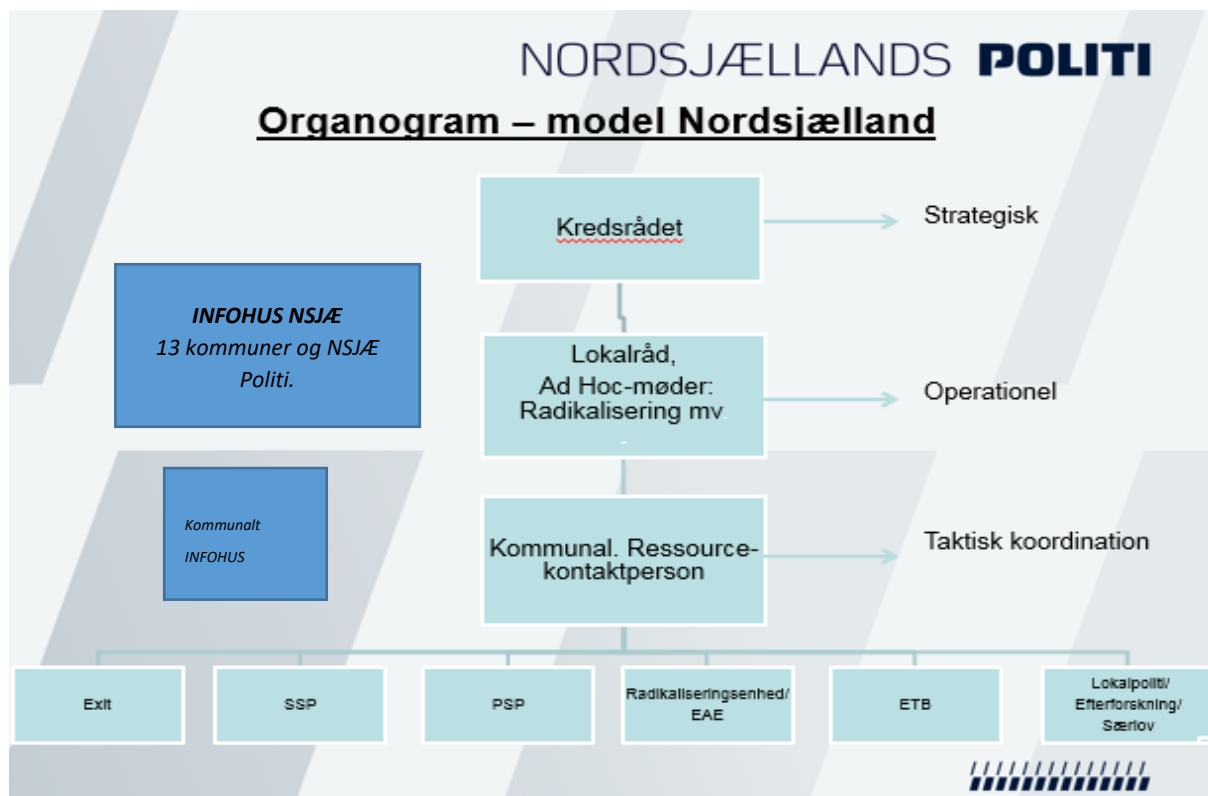 NORDSJÆLLANDS POLITI
Organogram – model Nordsjælland
Kredsrådet
Strategisk
INFOHUS NSJÆ
13 kommuner og NSJÆ
Politi.
Lokalråd,
Ad Hoc-møder:
Radikalisering mv
Operationel
Kommunalt
INFOHUS
Kommunal. Ressource-
kontaktperson
Taktisk koordination
Exit
SSP
PSP
Radikaliseringsenhed/
EAE
ETB
Lokalpoliti/
Efterforskning/
Særlov